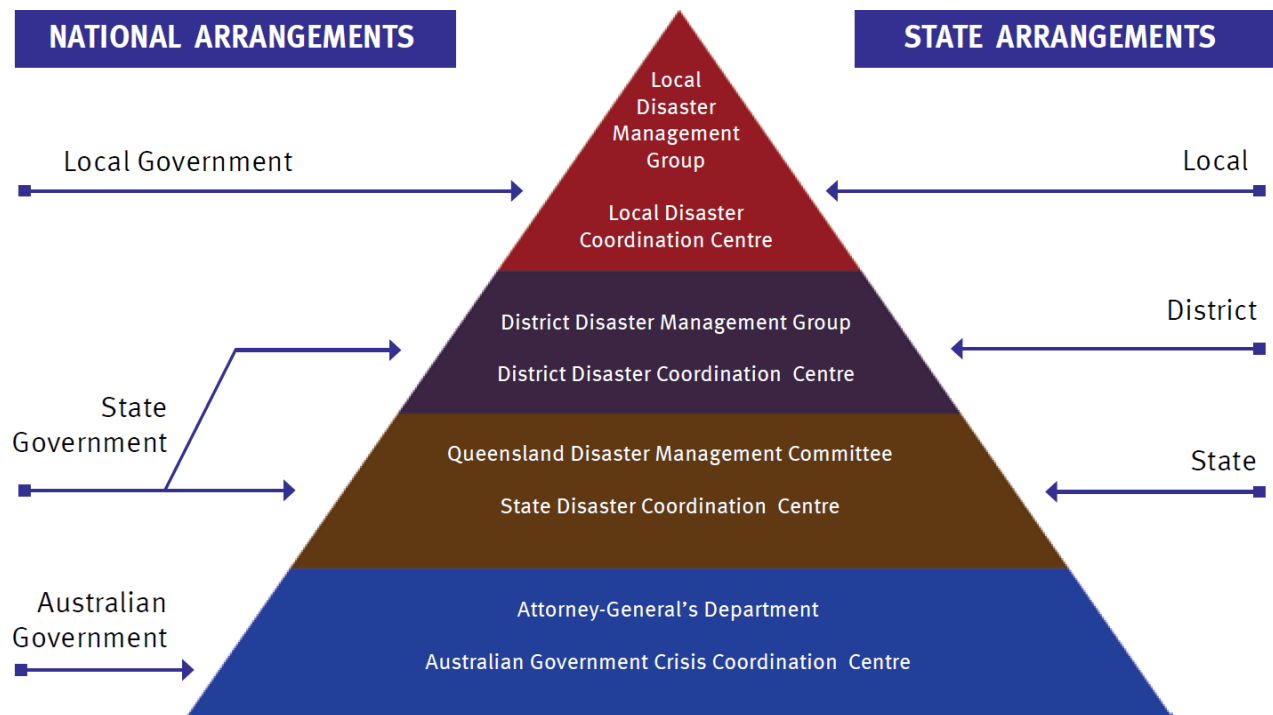 NATIONAL ARRANGEMENTS
STATE ARRANGEMENTS
Local
Disaster
Management
Group
Local Government
Local
Local Disaster
Coordination Centre
District Disaster Management Group
District
District Disaster Coordination Centre
State
Government
Queensland Disaster Management Committee
State
State Disaster Coordination Centre
Australian
Government
Attorney-General’s Department
Australian Government Crisis Coordination Centre